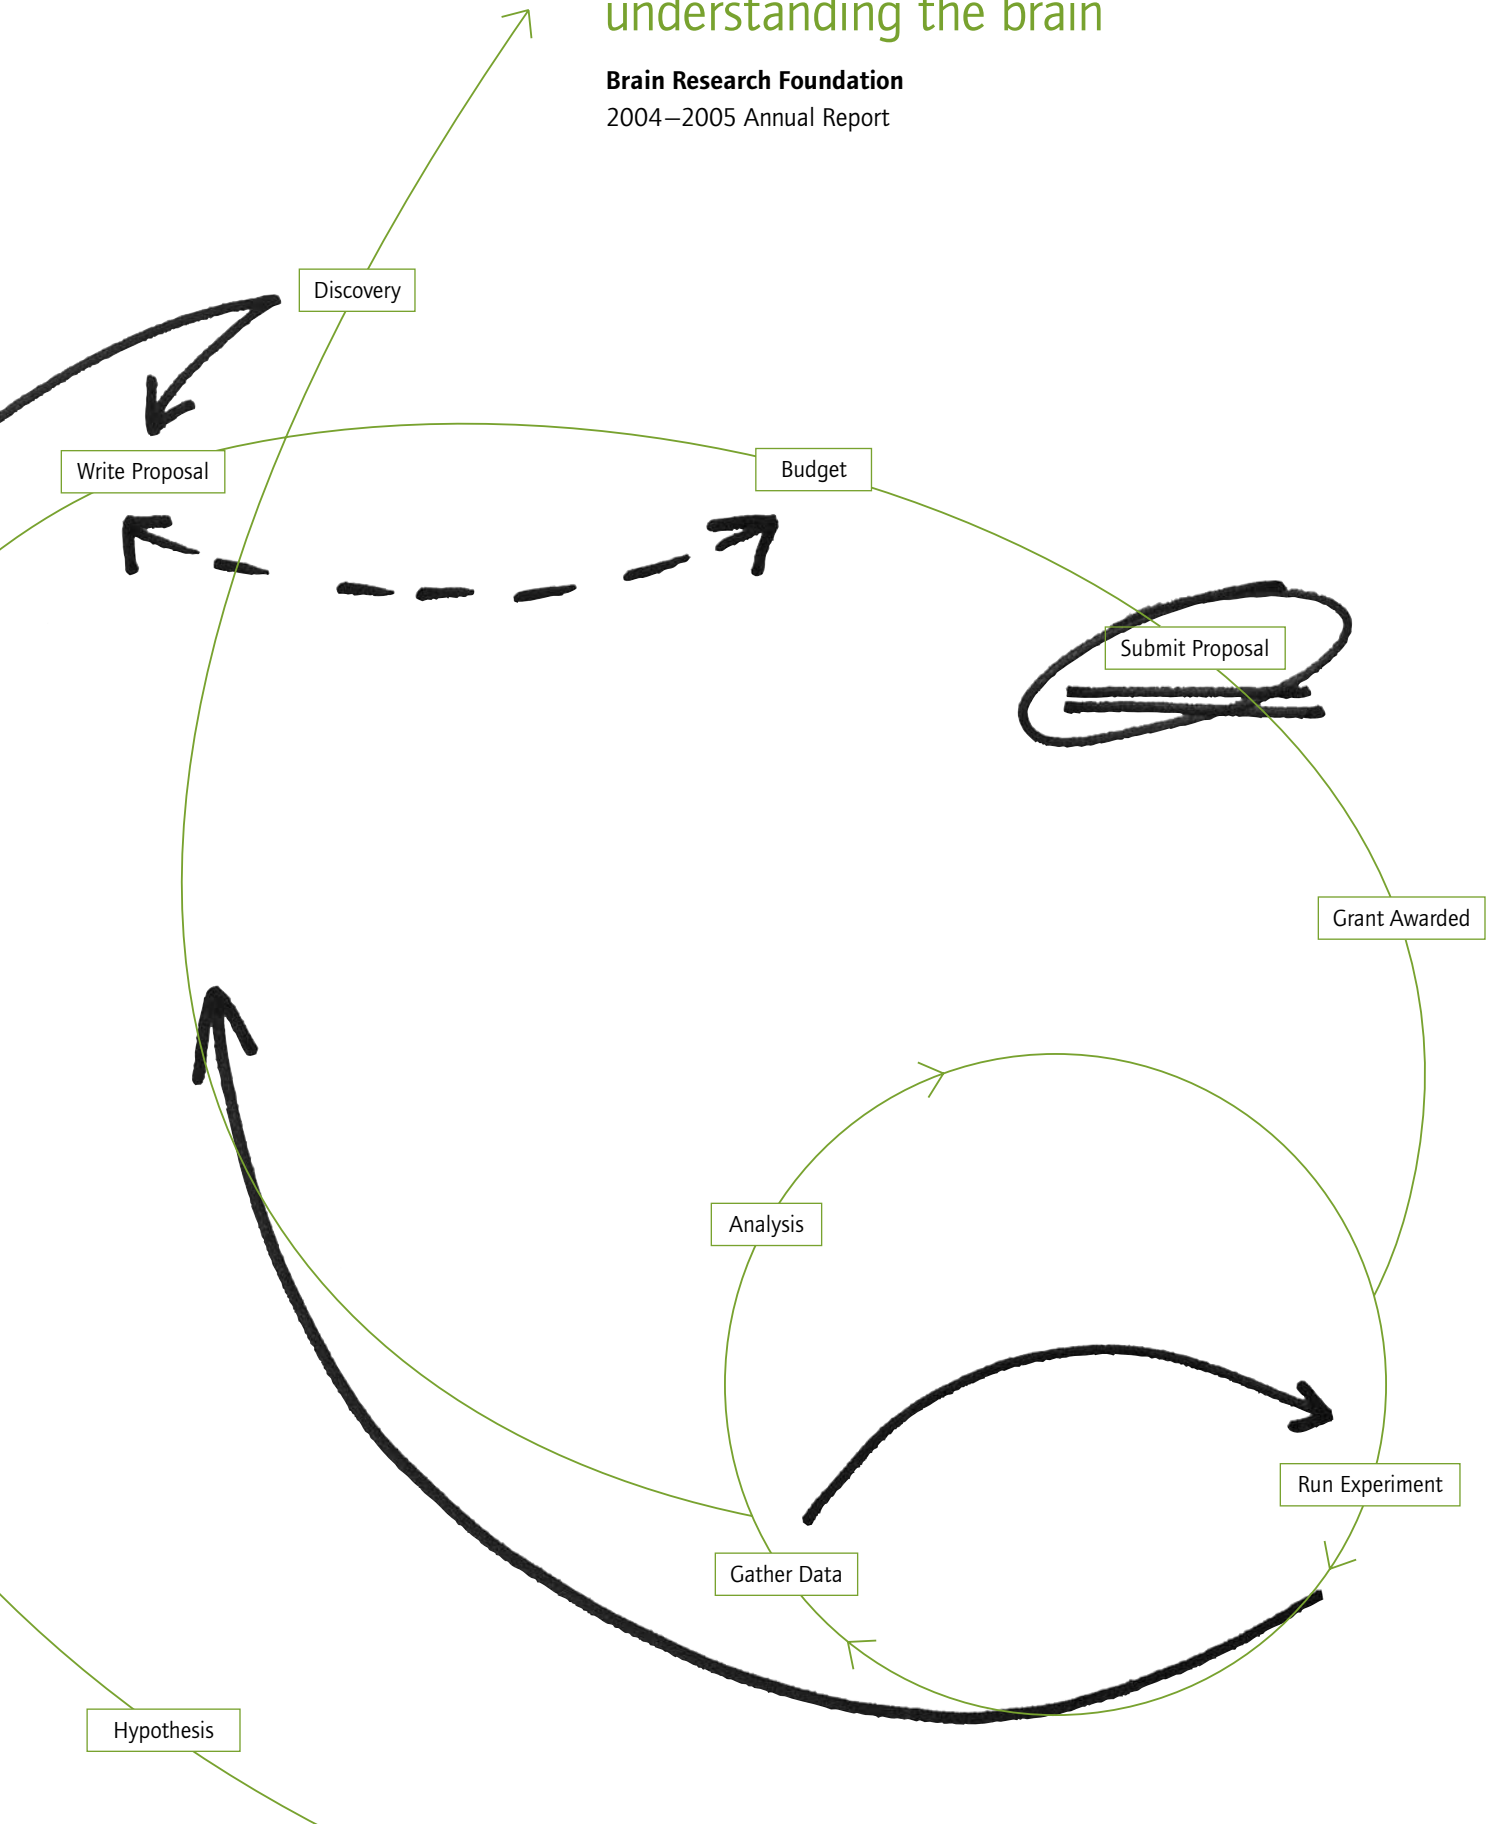 understanding the brain
Brain Research Foundation
2004—2005 Annual Report
Discovery
Write Proposal
Budget
Submit Proposal
Grant Awarded
Analysis
Run Experiment
Gather Data
Hypothesis